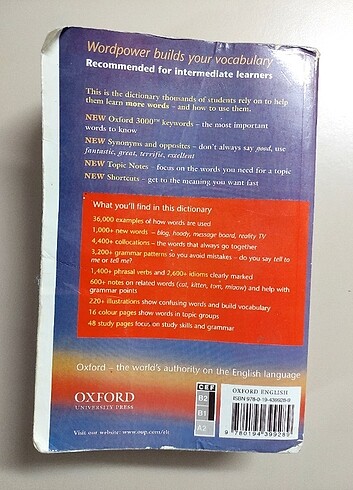 Wordpower builds your vocabulary
Recommended for intermediate learners
This is the dictionary thousands of students rely on to help
them learn more words – and how to use them.
NEW Oxford 3000™ keywords – the most important
words to know
NEW Synonyms and opposites – don't always say good, use
fantastic, great, terrific, excellent
NEW Topic Notes – focus on the words you need for a topic
NEW Shortcuts – get to the meaning you want fast
What you'll find in this dictionary
36,000 examples of how words are used
1,000+ new words – blog, hoody, message board, reality TV
4,400+ collocations – the words that always go together
3,200+ grammar patterns so you avoid mistakes – do you say tell to
me or tell me?
1,400+ phrasal verbs and 2,600+ idioms clearly marked
600+ notes on related words (cat, kitten, tom, miaow) and help with
grammar points
220+ illustrations show confusing words and build vocabulary
16 colour pages show words in topic groups
48 study pages focus on study skills and grammar
Oxford – the world's authority on the English language
OXFORD
UNIVERSITY PRESS
CEF
B2
B1
A2
OXFORD ENGLISH
ISBN 978-0-19-439928-9
9 780194 399289
Visit our website: www.oup.com/elt